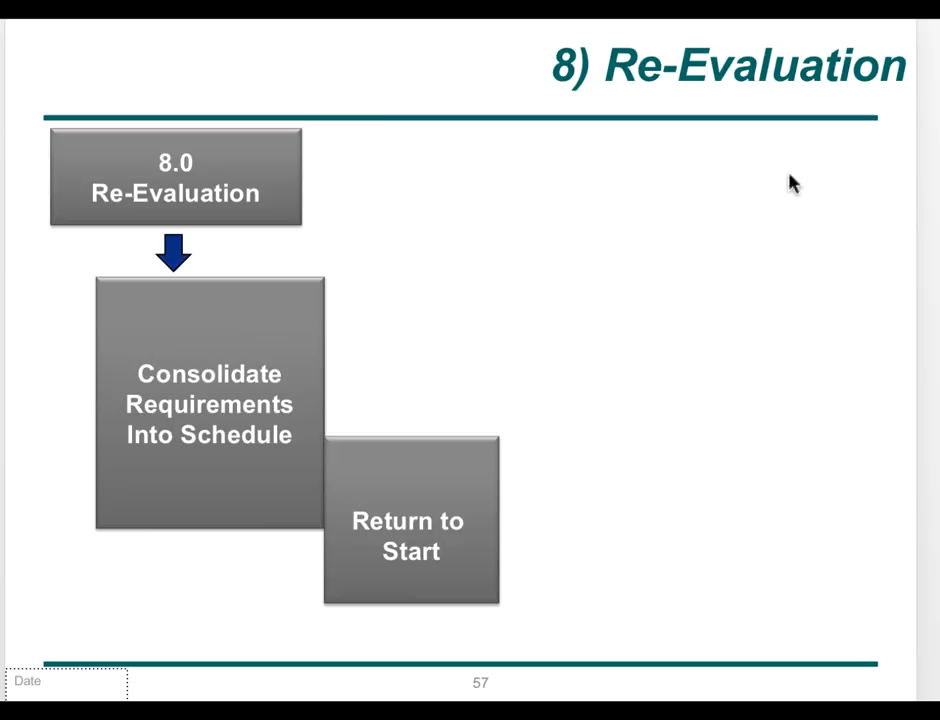 8) Re-Evaluation
8.0
Re-Evaluation
Consolidate
Requirements
Into Schedule
Return to
Start
Date
57